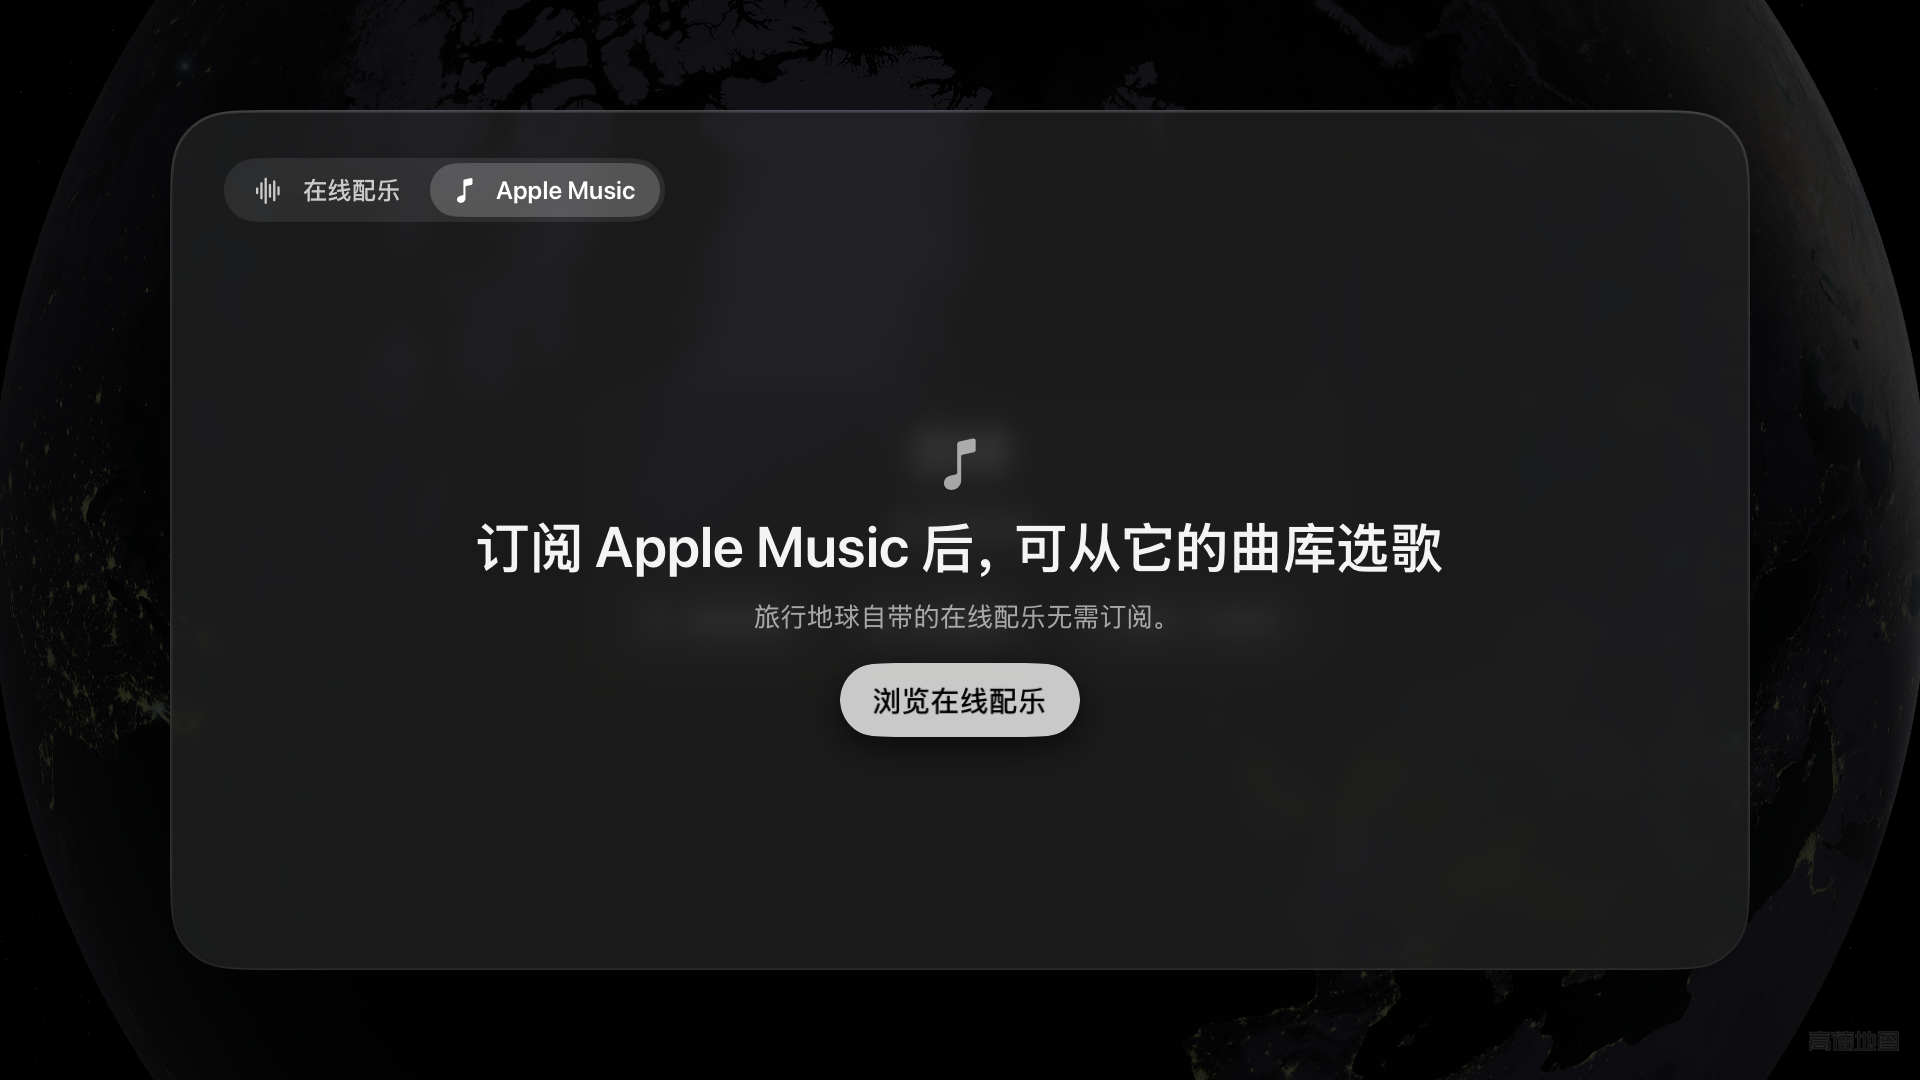 在线配乐
Apple Music
订阅 Apple Music 后，可从它的曲库选歌
旅行地球自带的在线配乐无需订阅。
浏览在线配乐
高德地图